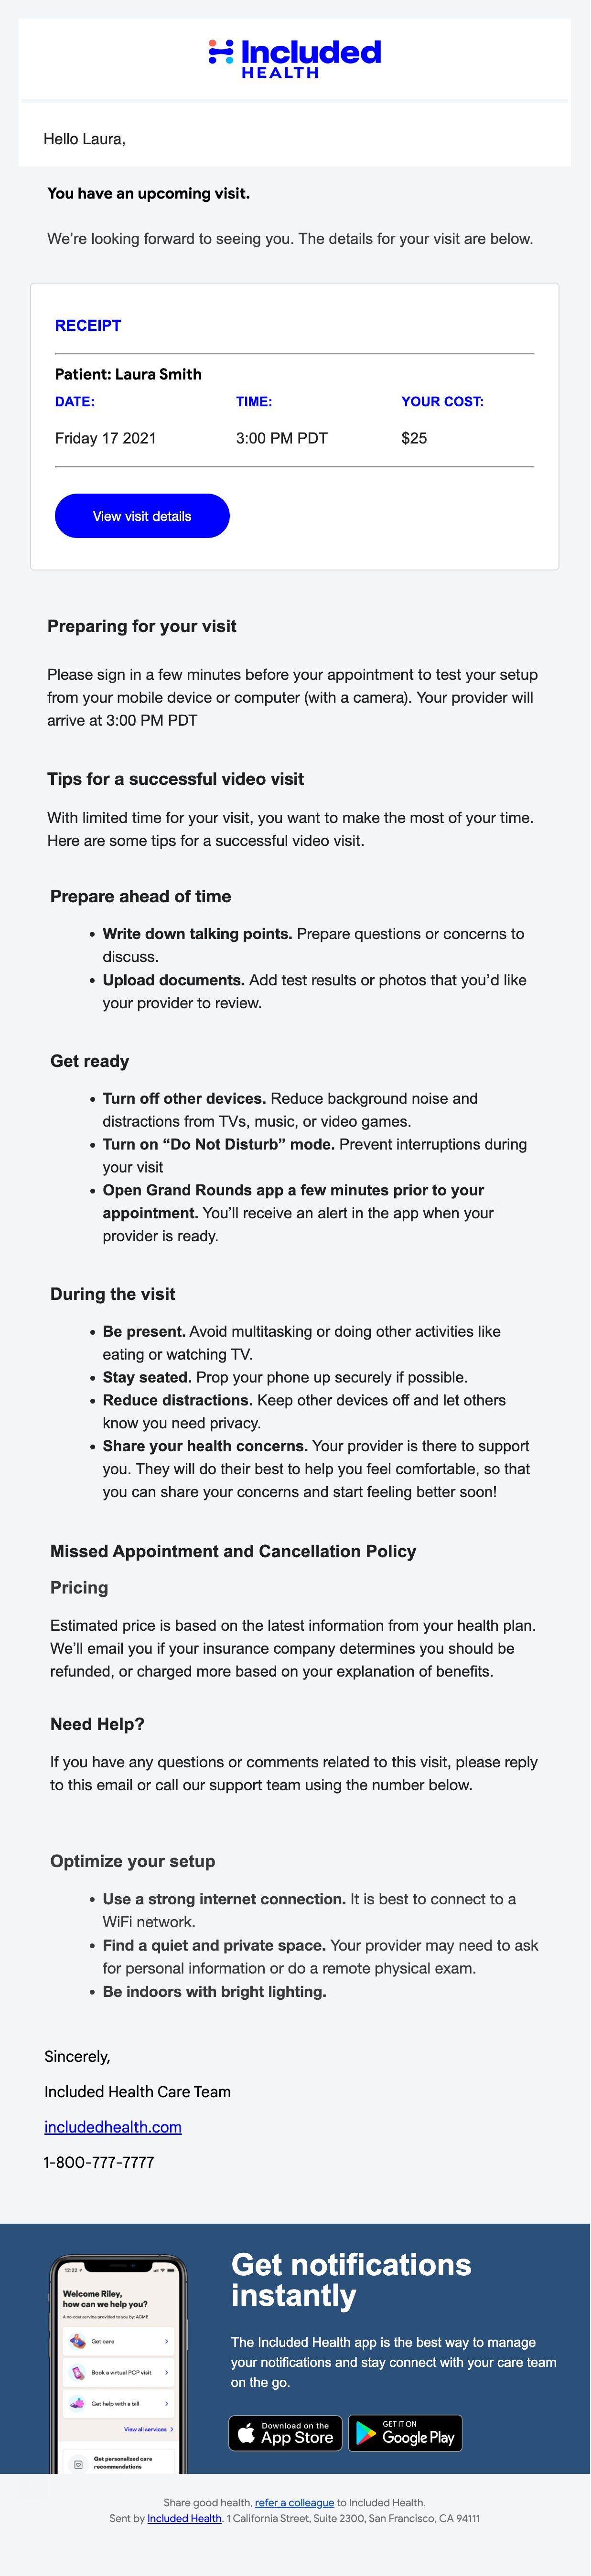 Included
HEALTH
Hello Laura,
You have an upcoming visit.
We're looking forward to seeing you. The details for your visit are below.
RECEIPT
Patient: Laura Smith
DATE: TIME: YOUR COST:
Friday 17 2021 3:00 PM PDT $25
View visit details
Preparing for your visit
Please sign in a few minutes before your appointment to test your setup
from your mobile device or computer (with a camera). Your provider will
arrive at 3:00 PM PDT
Tips for a successful video visit
With limited time for your visit, you want to make the most of your time.
Here are some tips for a successful video visit.
Prepare ahead of time
• Write down talking points. Prepare questions or concerns to
discuss.
• Upload documents. Add test results or photos that you'd like
your provider to review.
Get ready
• Turn off other devices. Reduce background noise and
distractions from TVs, music, or video games.
• Turn on “Do Not Disturb” mode. Prevent interruptions during
your visit
• Open Grand Rounds app a few minutes prior to your
appointment. You'll receive an alert in the app when your
provider is ready.
During the visit
• Be present. Avoid multitasking or doing other activities like
eating or watching TV.
• Stay seated. Prop your phone up securely if possible.
• Reduce distractions. Keep other devices off and let others
know you need privacy.
• Share your health concerns. Your provider is there to support
you. They will do their best to help you feel comfortable, so that
you can share your concerns and start feeling better soon!
Missed Appointment and Cancellation Policy
Pricing
Estimated price is based on the latest information from your health plan.
We'll email you if your insurance company determines you should be
refunded, or charged more based on your explanation of benefits.
Need Help?
If you have any questions or comments related to this visit, please reply
to this email or call our support team using the number below.
Optimize your setup
• Use a strong internet connection. It is best to connect to a
WiFi network.
• Find a quiet and private space. Your provider may need to ask
for personal information or do a remote physical exam.
• Be indoors with bright lighting.
Sincerely,
Included Health Care Team
includedhealth.com
1-800-777-7777
12:22
Welcome Riley,
how can we help you?
A no-cost service provided to you by: ACME
Get care
Book a virtual PCP visit
Get help with a bill
View all services
Get personalized care
recommendations
Get notifications
instantly
The Included Health app is the best way to manage
your notifications and stay connect with your care team
on the go.
Download on the
App Store
GET IT ON
Google Play
Share good health, refer a colleague to Included Health.
Sent by Included Health. 1 California Street, Suite 2300, San Francisco, CA 94111